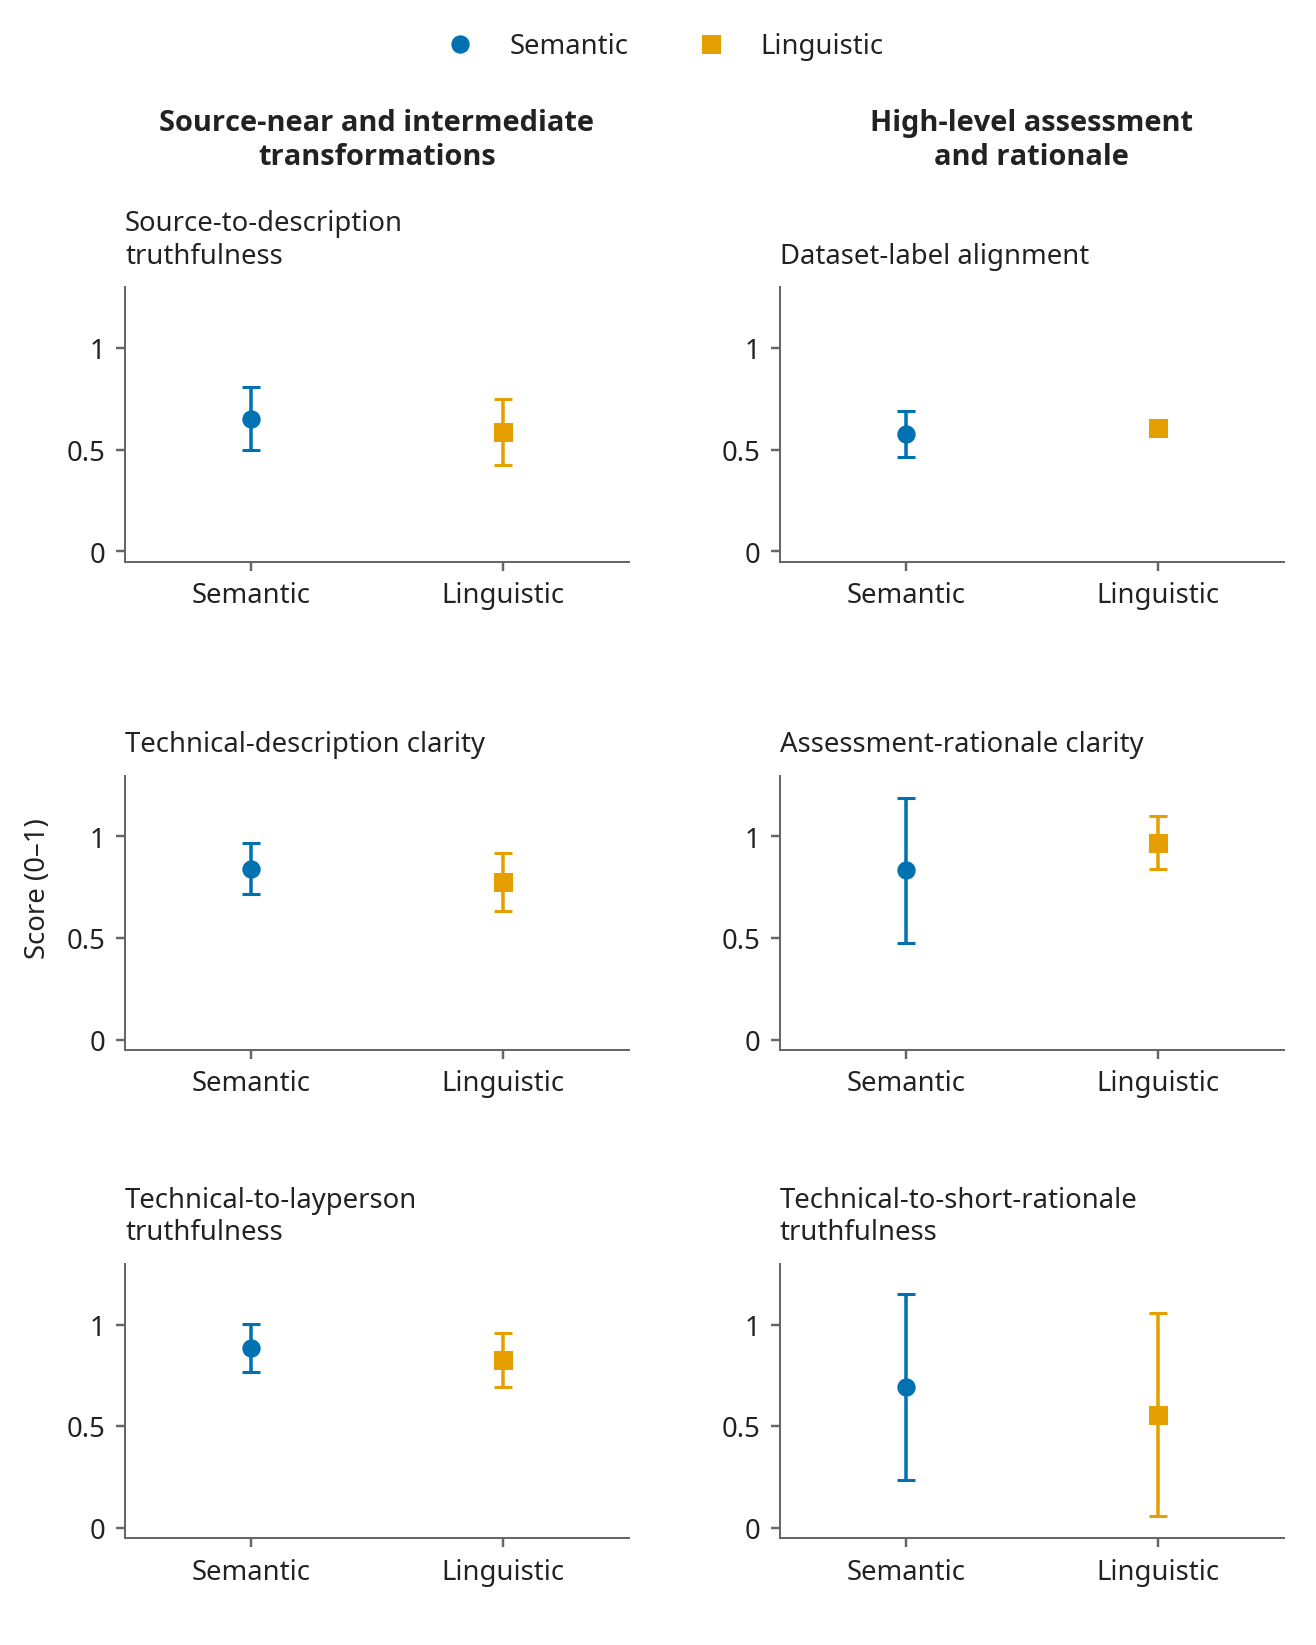 Semantic Linguistic
Source-near and intermediate
transformations
High-level assessment
and rationale
Source-to-description
truthfulness
1
0.5
0
Semantic Linguistic
Dataset-label alignment
1
0.5
0
Semantic Linguistic
Score (0–1)
Technical-description clarity
1
0.5
0
Semantic Linguistic
Assessment-rationale clarity
1
0.5
0
Semantic Linguistic
Technical-to-layperson
truthfulness
1
0.5
0
Semantic Linguistic
Technical-to-short-rationale
truthfulness
1
0.5
0
Semantic Linguistic